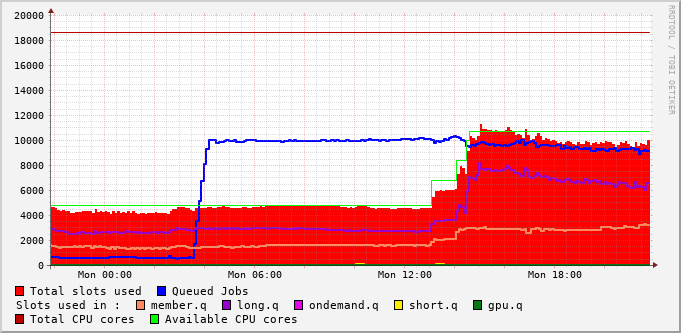 20000
18000
16000
14000
12000
10000
8000
6000
4000
2000
0
Mon 00:00 Mon 06:00 Mon 12:00 Mon 18:00
RRDTOOL / TOBI OETIKER
Total slots used Queued Jobs
Slots used in : member.q long.q ondemand.q short.q gpu.q
Total CPU cores Available CPU cores